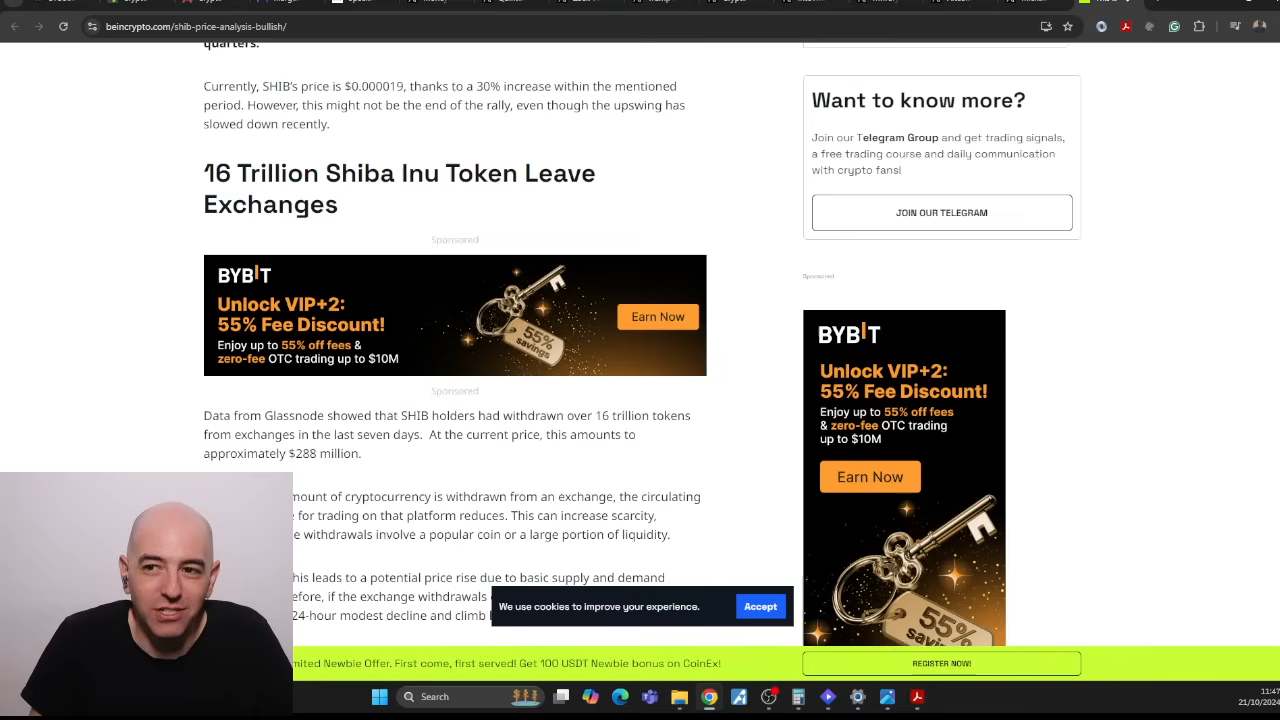 beincrypto.com/shib-price-analysis-bullish/
quarters.
Currently, SHIB's price is $0.000019, thanks to a 30% increase within the mentioned
period. However, this might not be the end of the rally, even though the upswing has
slowed down recently.
16 Trillion Shiba Inu Token Leave
Exchanges
Sponsored
BYBIT
Unlock VIP+2:
55% Fee Discount!
Enjoy up to 55% off fees &
zero-fee OTC trading up to $10M
55%
savings
Earn Now
Sponsored
Data from Glassnode showed that SHIB holders had withdrawn over 16 trillion tokens
from exchanges in the last seven days. At the current price, this amounts to
approximately $288 million.
mount of cryptocurrency is withdrawn from an exchange, the circulating
for trading on that platform reduces. This can increase scarcity,
withdrawals involve a popular coin or a large portion of liquidity.
his leads to a potential price rise due to basic supply and demand
fore, if the exchange withdrawals
24-hour modest decline and climb
Want to know more?
Join our Telegram Group and get trading signals,
a free trading course and daily communication
with crypto fans!
JOIN OUR TELEGRAM
Sponsored
BYBIT
Unlock VIP+2:
55% Fee Discount!
Enjoy up to 55% off fees
& zero-fee OTC trading
up to $10M
Earn Now
55%
savings
We use cookies to improve your experience.
Accept
mited Newbie Offer. First come, first served! Get 100 USDT Newbie bonus on CoinEx!
REGISTER NOW!
Search
11:47
21/10/2024